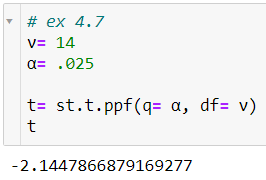 # ex 4.7
v= 14
α= .025
t= st.t.ppf(q= α, df= v)
t
-2.1447866879169277